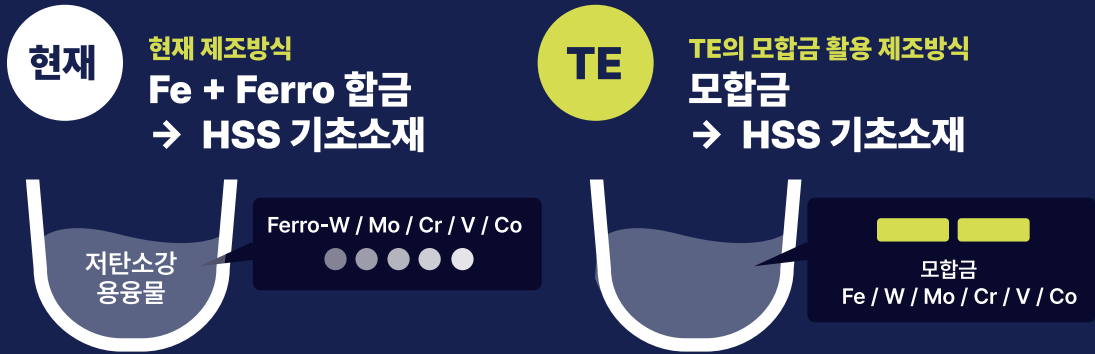 현재
현재 제조방식
Fe + Ferro 합금
→ HSS 기초소재
저탄소강
용융물
Ferro-W / Mo / Cr / V / Co
TE
TE의 모합금 활용 제조방식
모합금
→ HSS 기초소재
모합금
Fe / W / Mo / Cr / V / Co